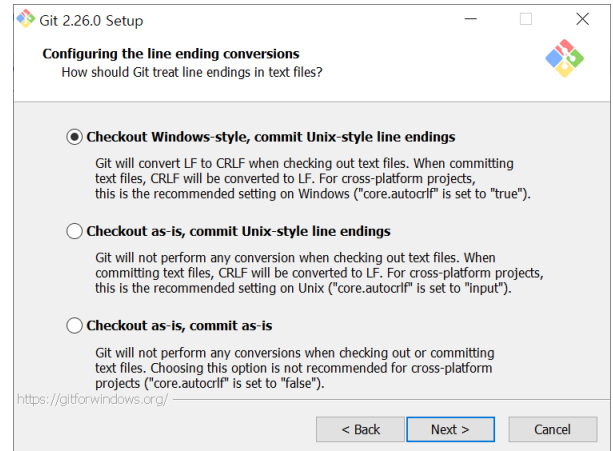 Git 2.26.0 Setup
Configuring the line ending conversions
How should Git treat line endings in text files?
Checkout Windows-style, commit Unix-style line endings
Git will convert LF to CRLF when checking out text files. When committing
text files, CRLF will be converted to LF. For cross-platform projects,
this is the recommended setting on Windows ("core.autocrlf" is set to "true").
Checkout as-is, commit Unix-style line endings
Git will not perform any conversion when checking out text files. When
committing text files, CRLF will be converted to LF. For cross-platform projects,
this is the recommended setting on Unix ("core.autocrlf" is set to "input").
Checkout as-is, commit as-is
Git will not perform any conversions when checking out or committing
text files. Choosing this option is not recommended for cross-platform
projects ("core.autocrlf" is set to "false").
https://gitforwindows.org/
< Back Next > Cancel